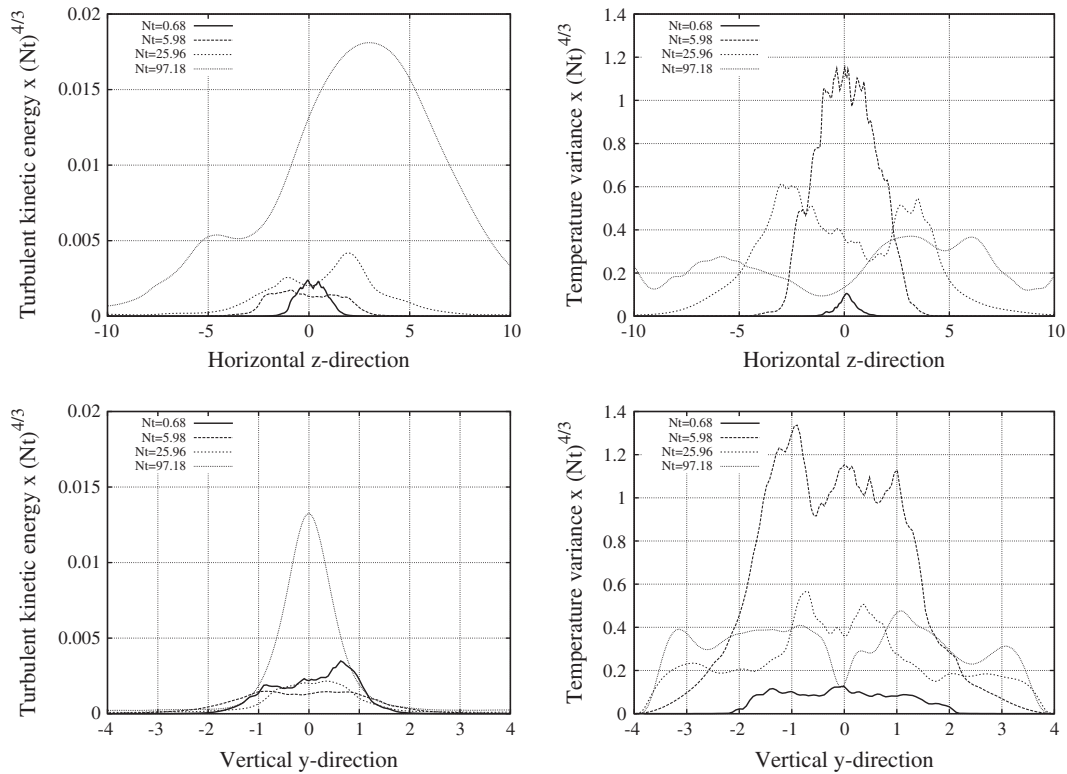 Turbulent kinetic energy x (Nt)^4/3
0.02
0.015
0.01
0.005
0
Nt=0.68
Nt=5.98
Nt=25.96
Nt=97.18
-10
-5
0
5
10
Horizontal z-direction
Temperature variance x (Nt)^4/3
1.4
1.2
1
0.8
0.6
0.4
0.2
0
Nt=0.68
Nt=5.98
Nt=25.96
Nt=97.18
-10
-5
0
5
10
Horizontal z-direction
Turbulent kinetic energy x (Nt)^4/3
0.02
0.015
0.01
0.005
0
Nt=0.68
Nt=5.98
Nt=25.96
Nt=97.18
-4
-3
-2
-1
0
1
2
3
4
Vertical y-direction
Temperature variance x (Nt)^4/3
1.4
1.2
1
0.8
0.6
0.4
0.2
0
Nt=0.68
Nt=5.98
Nt=25.96
Nt=97.18
-4
-3
-2
-1
0
1
2
3
4
Vertical y-direction